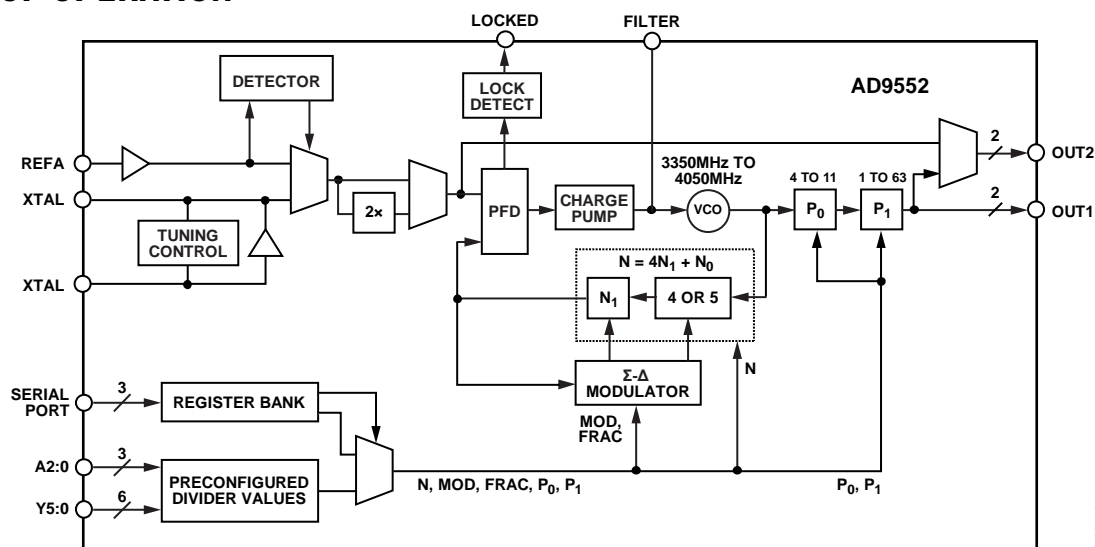 LOCKED
FILTER
DETECTOR
LOCK
DETECT
AD9552
REFA
XTAL
TUNING
CONTROL
XTAL
2×
PFD
CHARGE
PUMP
3350MHz TO
4050MHz
VCO
4 TO 11
P0
1 TO 63
P1
2
OUT2
2
OUT1
N = 4N1 + N0
N1
4 OR 5
Σ-Δ
MODULATOR
N
MOD,
FRAC
SERIAL
PORT
3
REGISTER BANK
A2:0
3
Y5:0
6
PRECONFIGURED
DIVIDER VALUES
N, MOD, FRAC, P0, P1
P0, P1